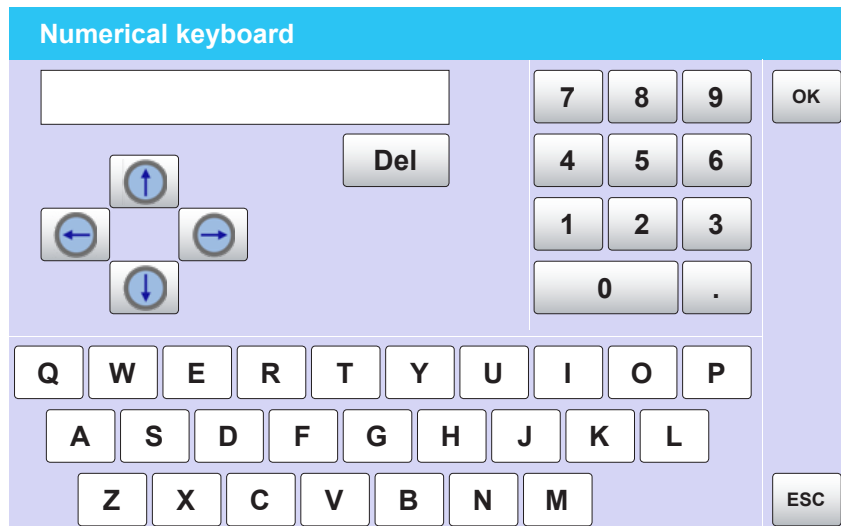 Numerical keyboard
7 8 9 OK
Del 4 5 6
1 2 3
0 .
Q W E R T Y U I O P
A S D F G H J K L
Z X C V B N M ESC